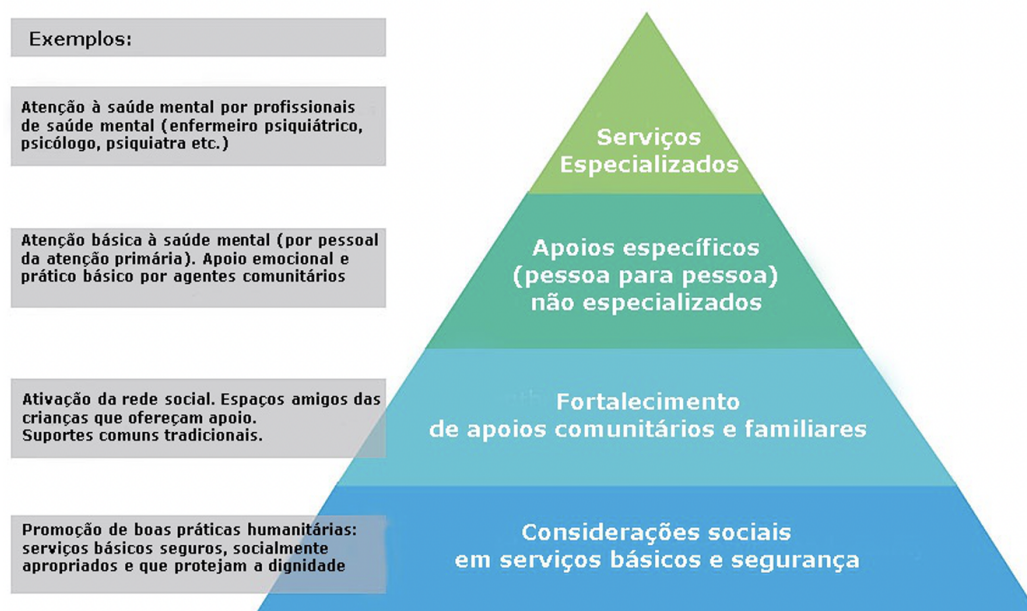 Exemplos:
Atenção à saúde mental por profissionais
de saúde mental (enfermeiro psiquiátrico,
psicólogo, psiquiatra etc.)
Serviços
Especializados
Atenção básica à saúde mental (por pessoal
da atenção primária). Apoio emocional e
prático básico por agentes comunitários
Apoios específicos
(pessoa para pessoa)
não especializados
Ativação da rede social. Espaços amigos das
crianças que ofereçam apoio.
Suportes comuns tradicionais.
Fortalecimento
de apoios comunitários e familiares
Promoção de boas práticas humanitárias:
serviços básicos seguros, socialmente
apropriados e que protejam a dignidade
Considerações sociais
em serviços básicos e segurança